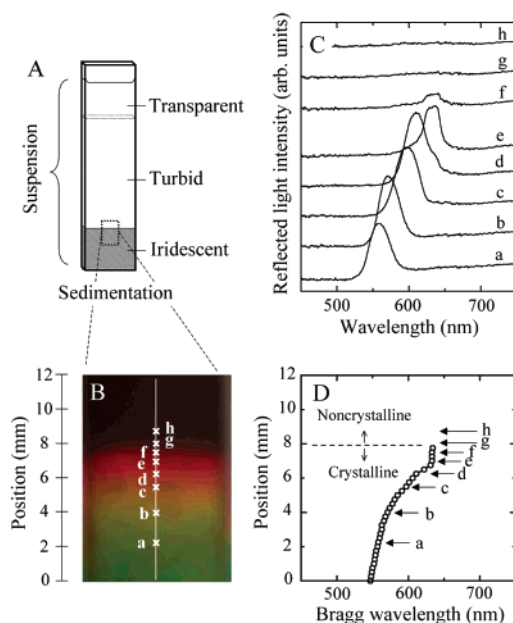 A
Suspension
Transparent
Turbid
Iridescent
Sedimentation
B
12
10
8
6
4
2
0
Position (mm)
h
g
f
e
d
c
b
a
C
Reflected light intensity (arb. units)
h
g
f
e
d
c
b
a
500 600 700
Wavelength (nm)
D
12
10
8
6
4
2
0
Position (mm)
Noncrystalline
Crystalline
h
g
f
e
d
c
b
a
500 600 700
Bragg wavelength (nm)